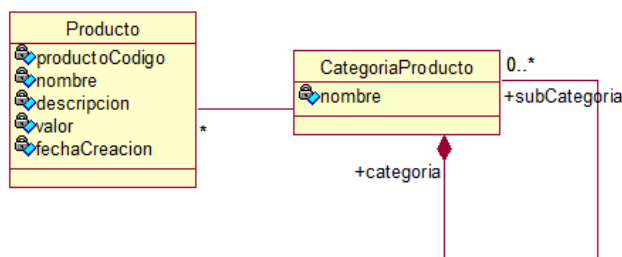 Producto
productoCodigo
nombre
descripcion
valor
fechaCreacion
*
CategoriaProducto
nombre
0..*
+subCategoria
+categoria